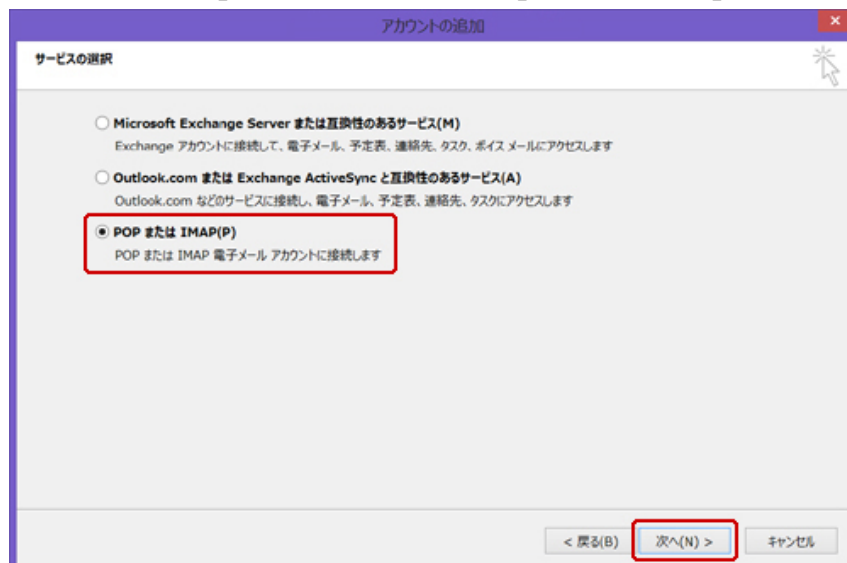 アカウントの追加
サービスの選択
Microsoft Exchange Server または互換性のあるサービス(M)
Exchange アカウントに接続して、電子メール、予定表、連絡先、タスク、ボイス メールにアクセスします
Outlook.com または Exchange ActiveSync と互換性のあるサービス(A)
Outlook.com などのサービスに接続し、電子メール、予定表、連絡先、タスクにアクセスします
POP または IMAP(P)
POP または IMAP 電子メール アカウントに接続します
< 戻る(B) 次へ(N) > キャンセル